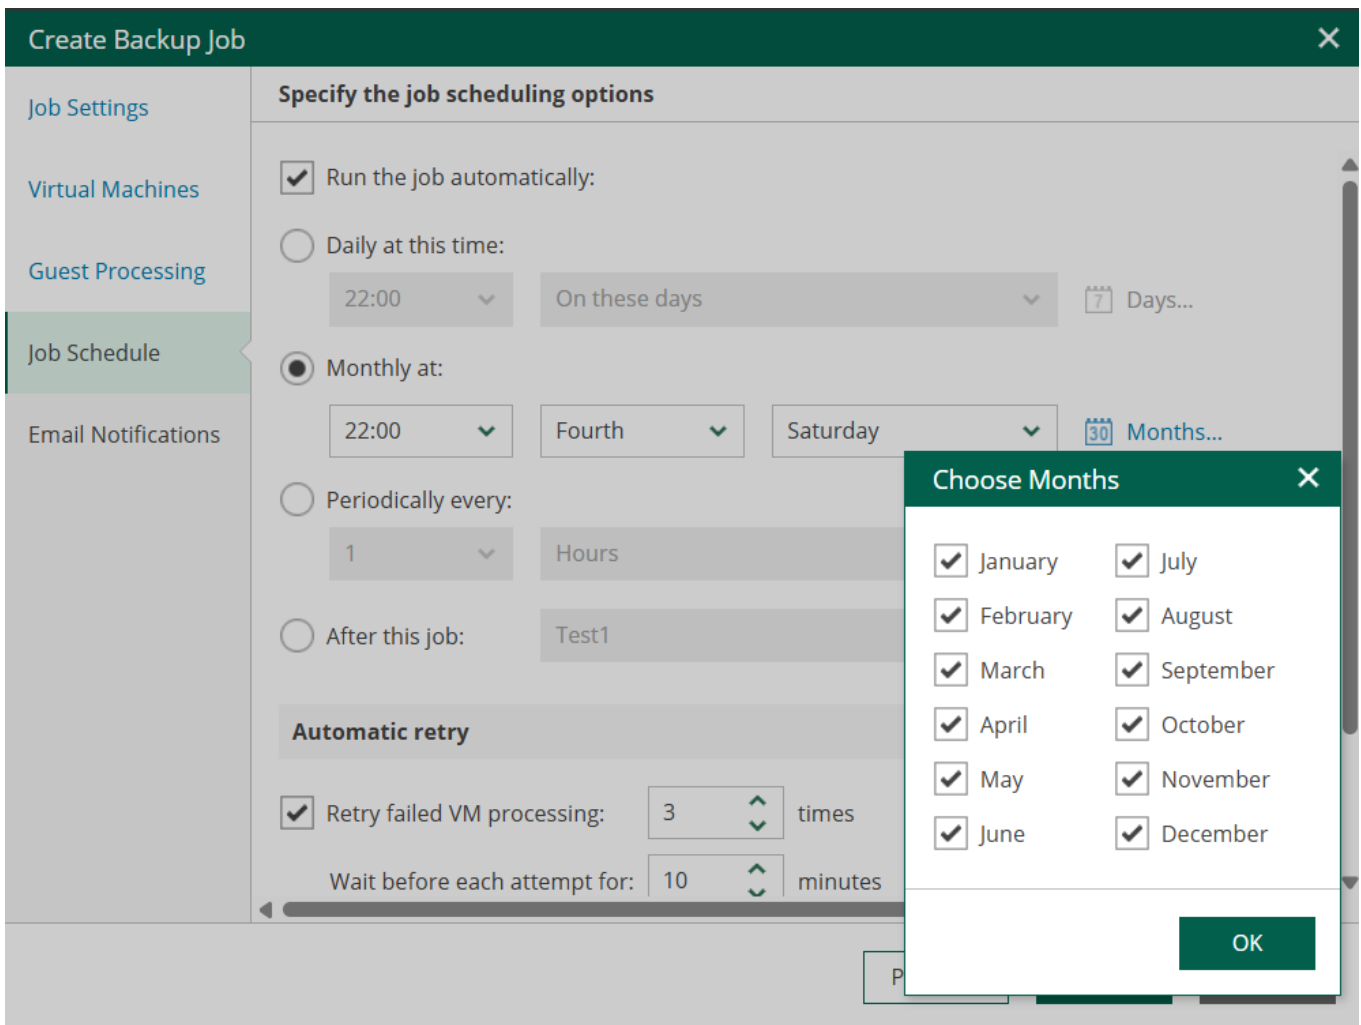 Create Backup Job
Job Settings
Virtual Machines
Guest Processing
Job Schedule
Email Notifications
Specify the job scheduling options
Run the job automatically:
Daily at this time:
22:00 On these days 7 Days...
Monthly at:
22:00 Fourth Saturday 30 Months...
Periodically every:
1 Hours
After this job: Test1
Automatic retry
Retry failed VM processing: 3 times
Wait before each attempt for: 10 minutes
Choose Months
January July
February August
March September
April October
May November
June December
OK